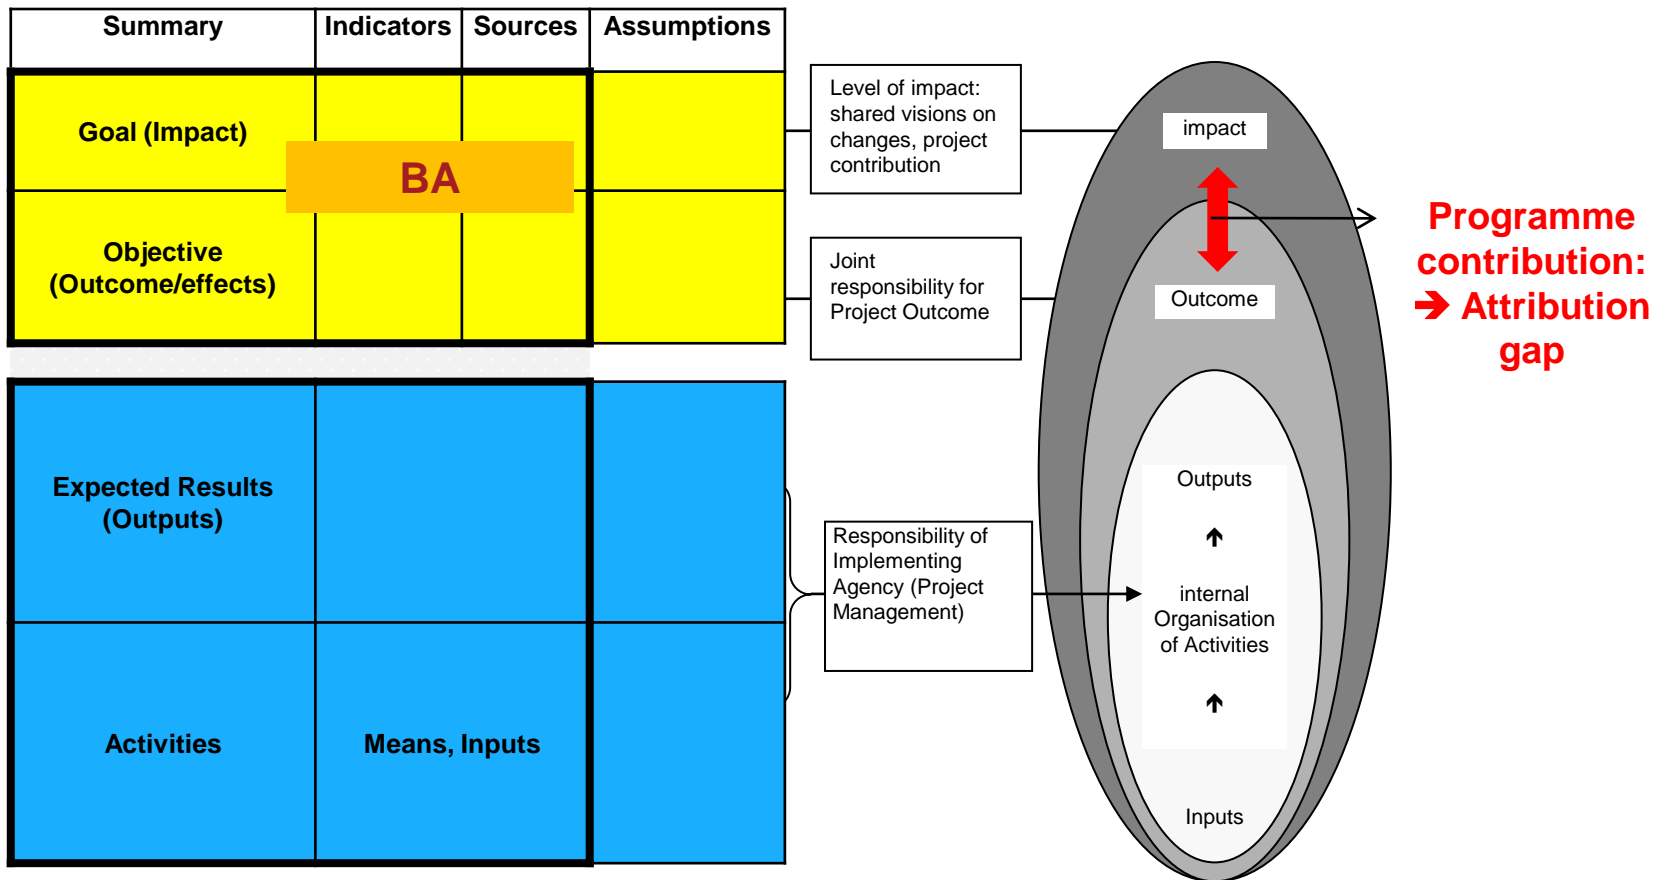 Summary Indicators Sources Assumptions
Goal (Impact)
BA
Objective
(Outcome/effects)
Expected Results
(Outputs)
Activities
Means, Inputs
Level of impact:
shared visions on
changes, project
contribution
Joint
responsibility for
Project Outcome
Responsibility of
Implementing
Agency (Project
Management)
impact
Outcome
Outputs
internal
Organisation
of Activities
Inputs
Programme
contribution:
➔ Attribution
gap